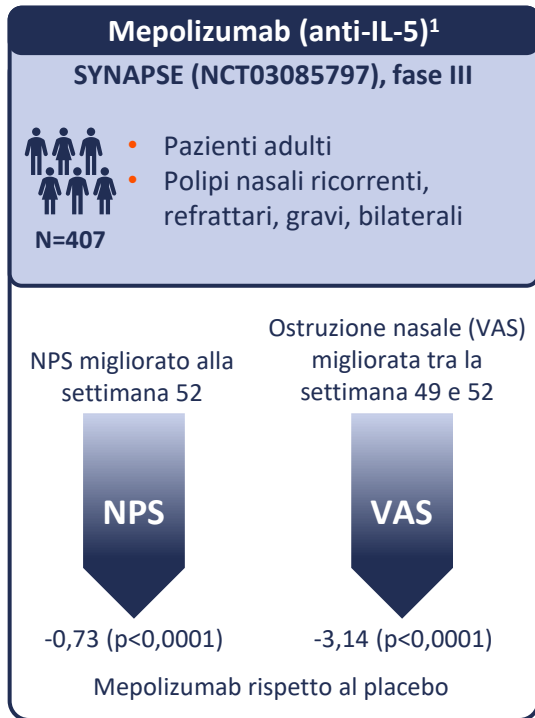 Mepolizumab (anti-IL-5)¹
SYNAPSE (NCT03085797), fase III
N=407
• Pazienti adulti
• Polipi nasali ricorrenti,
refrattari, gravi, bilaterali
NPS migliorato alla
settimana 52
NPS
-0,73 (p<0,0001)
Ostruzione nasale (VAS)
migliorata tra la
settimana 49 e 52
VAS
-3,14 (p<0,0001)
Mepolizumab rispetto al placebo